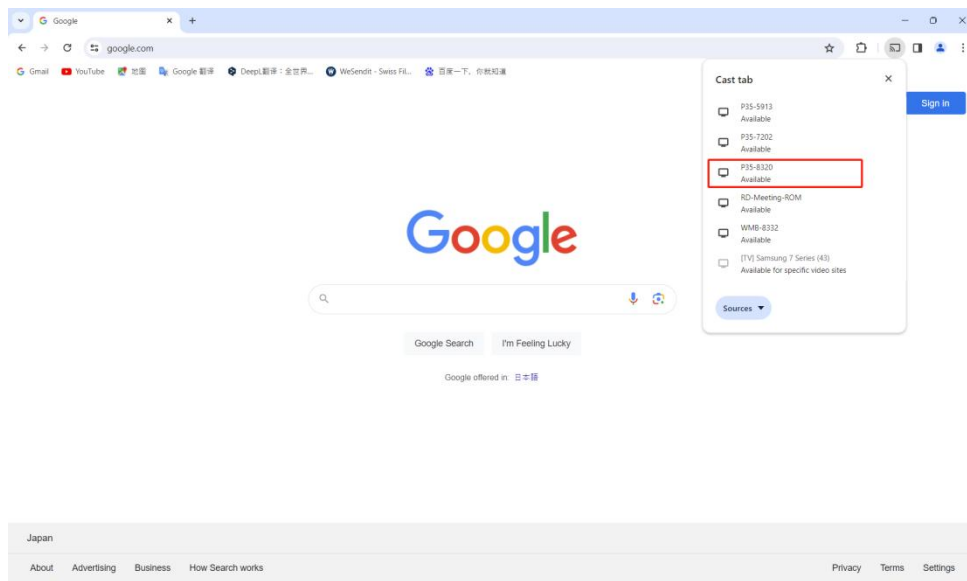 Google
google.com
Gmail YouTube 地图 Google 翻译 DeepL翻译：全世界... WeSendit - Swiss Fil... 百度一下，你就知道
Cast tab
P35-5913
Available
Sign in
P35-7202
Available
P35-8320
Available
RD-Meeting-ROM
Available
WMB-8332
Available
[TV] Samsung 7 Series (43)
Available for specific video sites
Sources
Google
Google Search I'm Feeling Lucky
Google offered in: 日本語
Japan
About Advertising Business How Search works Privacy Terms Settings